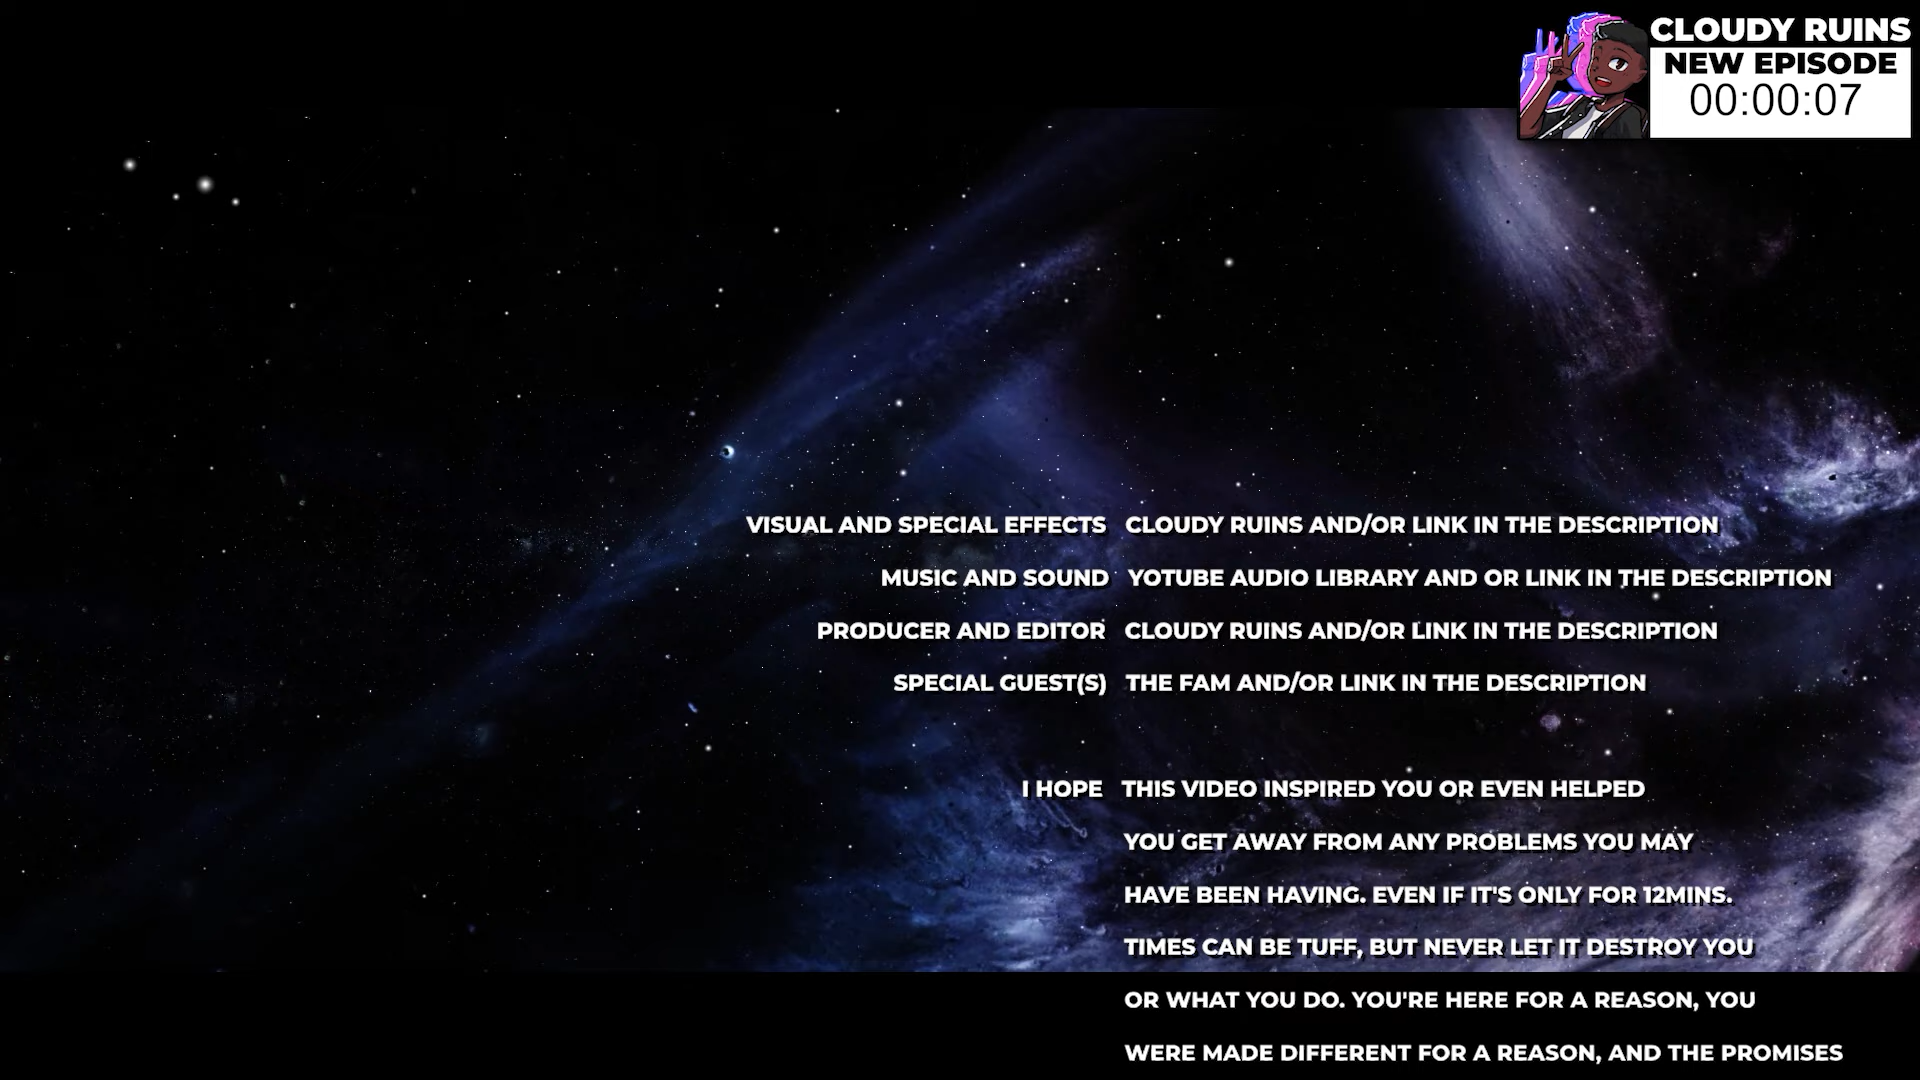 CLOUDY RUINS
NEW EPISODE
00:00:07
VISUAL AND SPECIAL EFFECTS CLOUDY RUINS AND/OR LINK IN THE DESCRIPTION
MUSIC AND SOUND YOTUBE AUDIO LIBRARY AND OR LINK IN THE DESCRIPTION
PRODUCER AND EDITOR CLOUDY RUINS AND/OR LINK IN THE DESCRIPTION
SPECIAL GUEST(S) THE FAM AND/OR LINK IN THE DESCRIPTION
I HOPE THIS VIDEO INSPIRED YOU OR EVEN HELPED
YOU GET AWAY FROM ANY PROBLEMS YOU MAY
HAVE BEEN HAVING. EVEN IF IT'S ONLY FOR 12MINS.
TIMES CAN BE TUFF, BUT NEVER LET IT DESTROY YOU
OR WHAT YOU DO. YOU'RE HERE FOR A REASON, YOU
WERE MADE DIFFERENT FOR A REASON, AND THE PROMISES